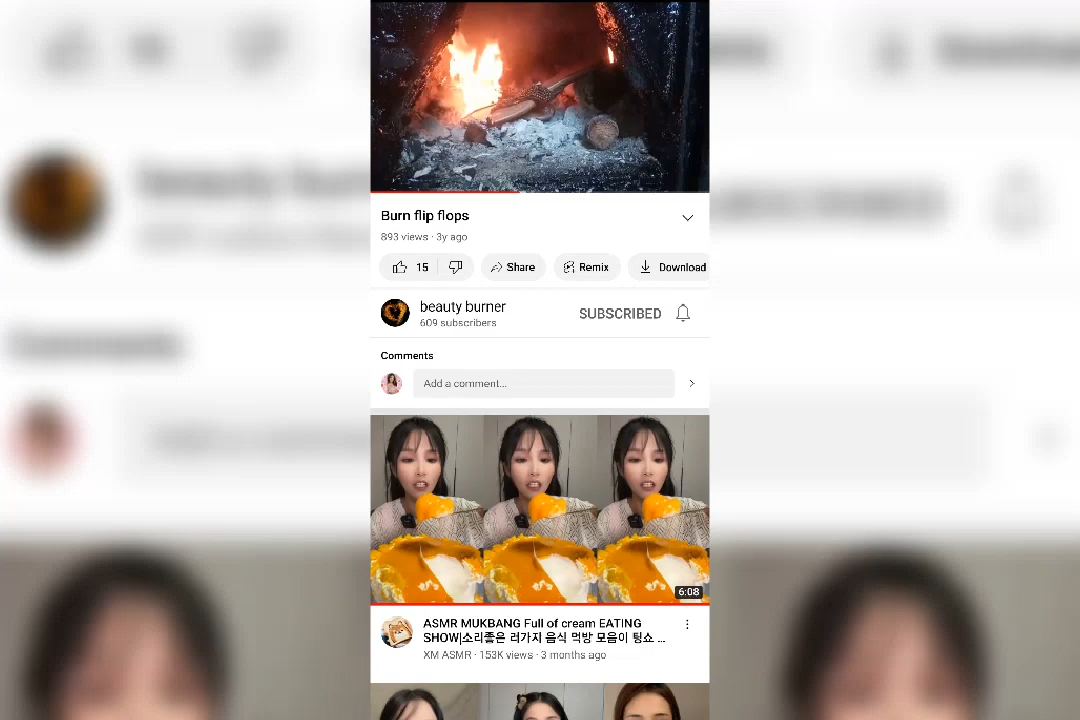 Burn flip flops
893 views · 3y ago
15
Share
Remix
Download
beauty burner
609 subscribers
SUBSCRIBED
Comments
Add a comment...
6:08
ASMR MUKBANG Full of cream EATING
SHOW|소리좋은 러가지 음식 먹방 모음이 팅쇼 ...
XM ASMR · 153K views · 3 months ago